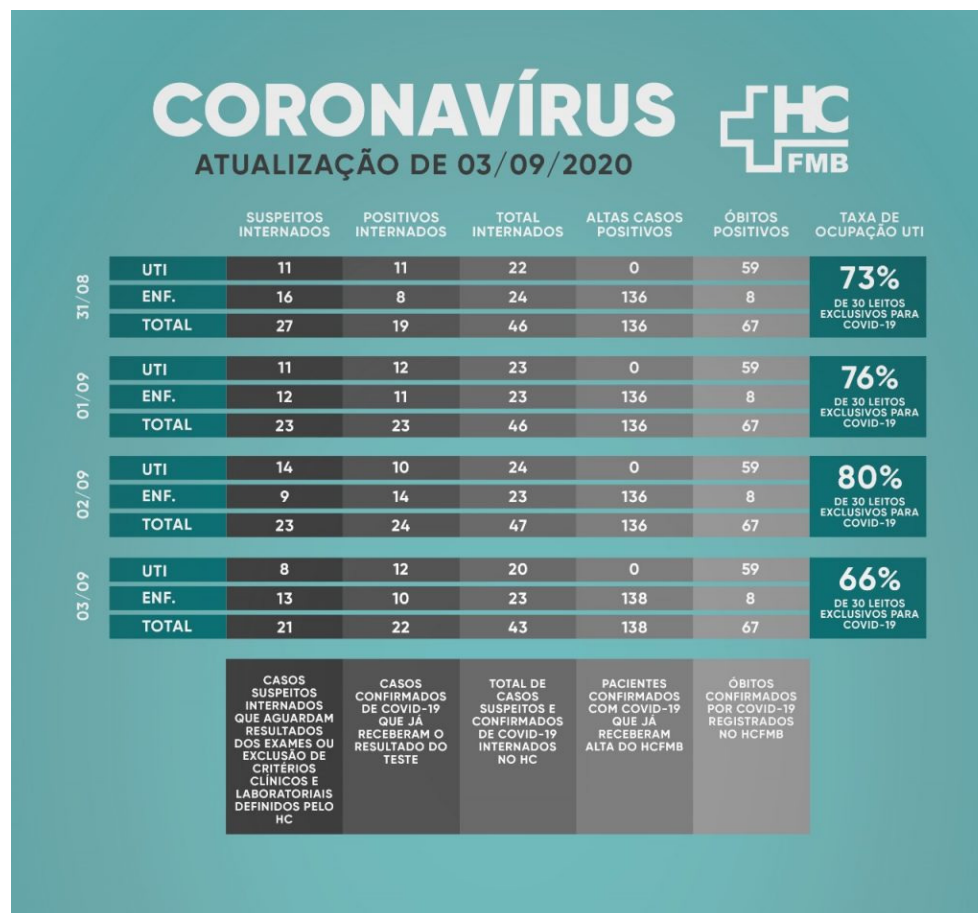 CORONAVÍRUS
HC
FMB
ATUALIZAÇÃO DE 03/09/2020
SUSPEITOS INTERNADOS POSITIVOS INTERNADOS TOTAL INTERNADOS ALTAS CASOS POSITIVOS ÓBITOS POSITIVOS TAXA DE OCUPAÇÃO UTI
31/08
UTI 11 11 22 0 59
ENF. 16 8 24 136 8
TOTAL 27 19 46 136 67
73%
DE 30 LEITOS
EXCLUSIVOS PARA
COVID-19
01/09
UTI 11 12 23 0 59
ENF. 12 11 23 136 8
TOTAL 23 23 46 136 67
76%
DE 30 LEITOS
EXCLUSIVOS PARA
COVID-19
02/09
UTI 14 10 24 0 59
ENF. 9 14 23 136 8
TOTAL 23 24 47 136 67
80%
DE 30 LEITOS
EXCLUSIVOS PARA
COVID-19
03/09
UTI 8 12 20 0 59
ENF. 13 10 23 138 8
TOTAL 21 22 43 138 67
66%
DE 30 LEITOS
EXCLUSIVOS PARA
COVID-19
CASOS
SUSPEITOS
INTERNADOS
QUE AGUARDAM
RESULTADOS
DOS EXAMES OU
EXCLUSÃO DE
CRITÉRIOS
CLÍNICOS E
LABORATORIAIS
DEFINIDOS PELO
HC
CASOS
CONFIRMADOS
DE COVID-19
QUE JÁ
RECEBERAM O
RESULTADO DO
TESTE
TOTAL DE
CASOS
SUSPEITOS E
CONFIRMADOS
DE COVID-19
INTERNADOS
NO HC
PACIENTES
CONFIRMADOS
COM COVID-19
QUE JÁ
RECEBERAM
ALTA DO HCFMB
ÓBITOS
CONFIRMADOS
POR COVID-19
REGISTRADOS
NO HCFMB